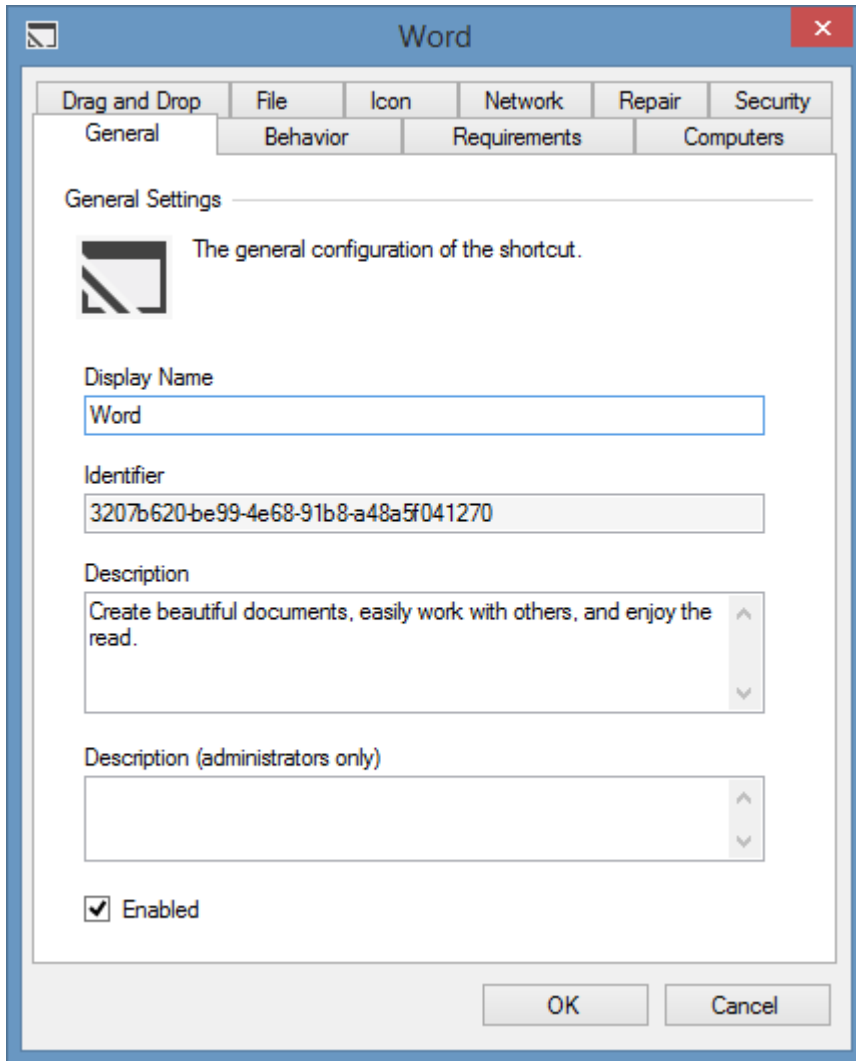 Word
Drag and Drop File Icon Network Repair Security
General Behavior Requirements Computers
General Settings
The general configuration of the shortcut.
Display Name
Word
Identifier
3207b620-be99-4e68-91b8-a48a5f041270
Description
Create beautiful documents, easily work with others, and enjoy the
read.
Description (administrators only)
Enabled
OK Cancel